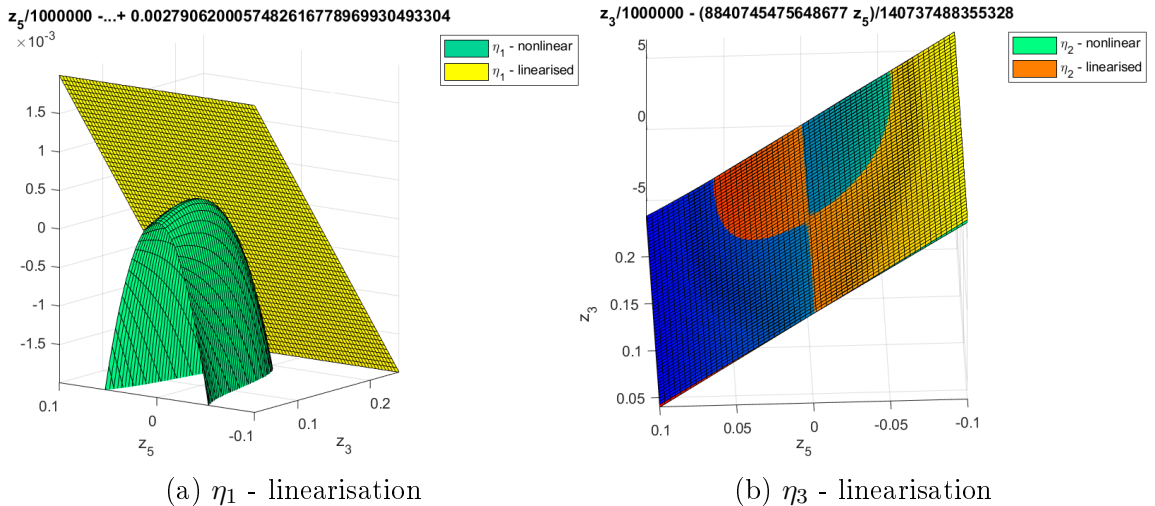 z₅/1000000 -...+ 0.0027906200057482616778969930493304
×10⁻³
1.5
1
0.5
0
-0.5
-1
-1.5
0.1
0
-0.1
z₅
0.1
0.2
z₃
η₁ - nonlinear
η₁ - linearised
(a) η₁ - linearisation
z₃/1000000 - (8840745475648677 z₅)/140737488355328
5
0
-5
0.2
0.15
0.1
0.05
z₃
0.1
0.05
0
-0.05
-0.1
z₅
η₂ - nonlinear
η₂ - linearised
(b) η₃ - linearisation